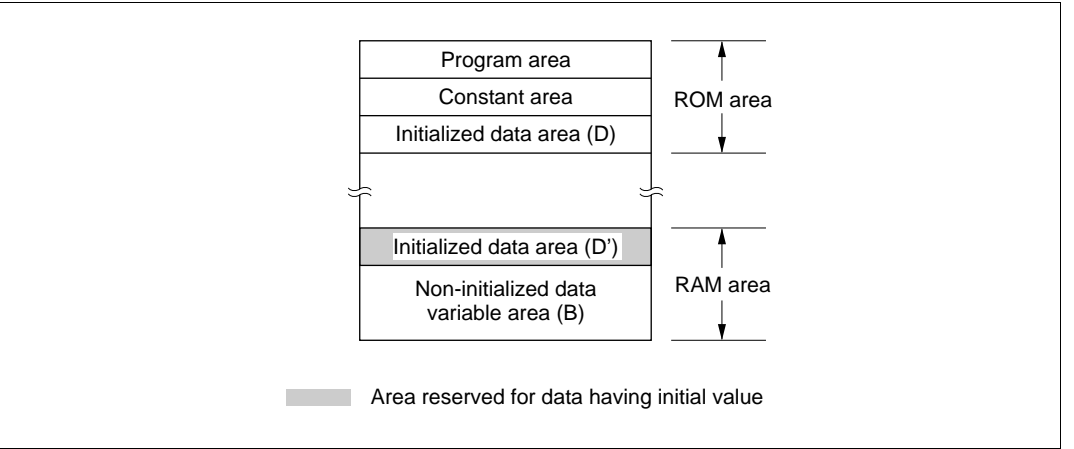 Program area
Constant area
ROM area
Initialized data area (D)
Initialized data area (D’)
Non-initialized data
variable area (B)
RAM area
Area reserved for data having initial value